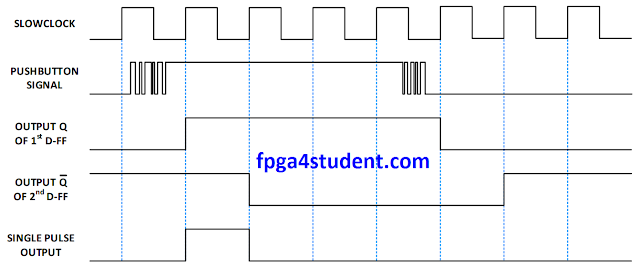 SLOWCLOCK
PUSHBUTTON
SIGNAL
OUTPUT Q
OF 1st D-FF
fpga4student.com
OUTPUT Q̅
OF 2nd D-FF
SINGLE PULSE
OUTPUT